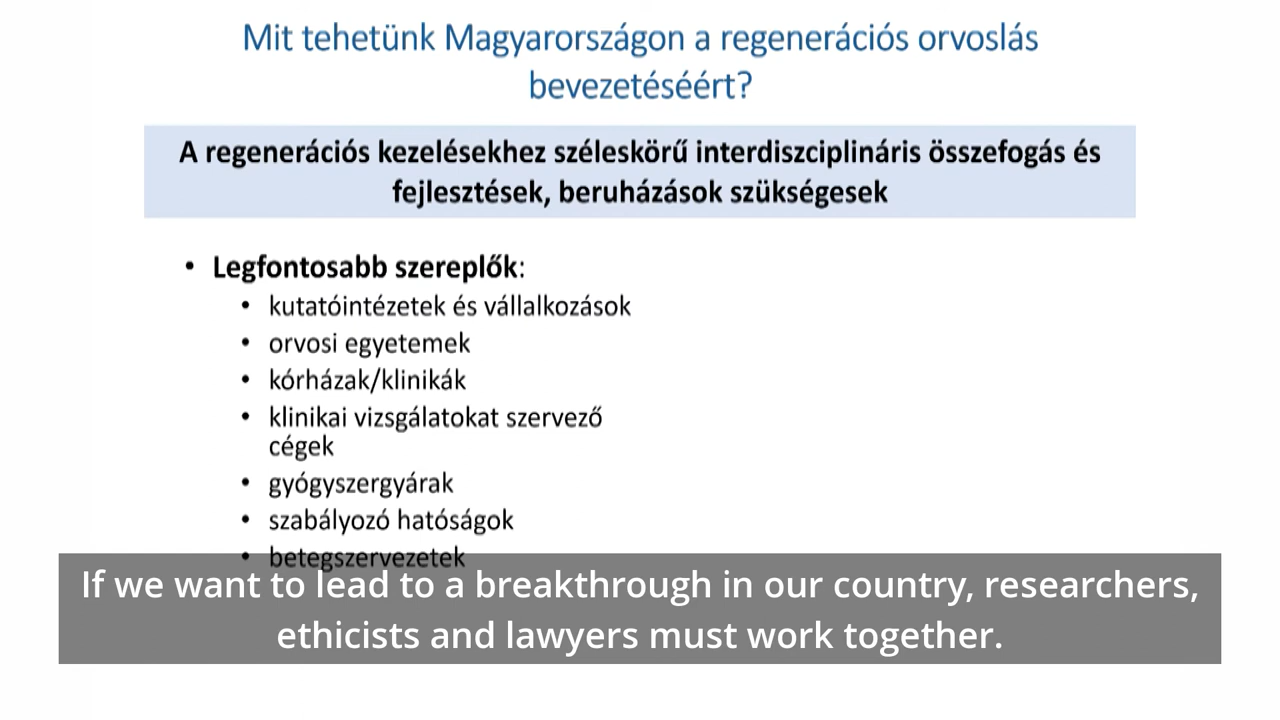 Mit tehetünk Magyarországon a regenerációs orvoslás
bevezetéséért?
A regenerációs kezelésekhez széleskörű interdiszciplináris összefogás és
fejlesztések, beruházások szükségesek
• Legfontosabb szereplők:
• kutatóintézetek és vállalkozások
• orvosi egyetemek
• kórházak/klinikák
• klinikai vizsgálatokat szervező
cégek
• gyógyszergyárak
• szabályozó hatóságok
• betegszervezetek
If we want to lead to a breakthrough in our country, researchers,
ethicists and lawyers must work together.